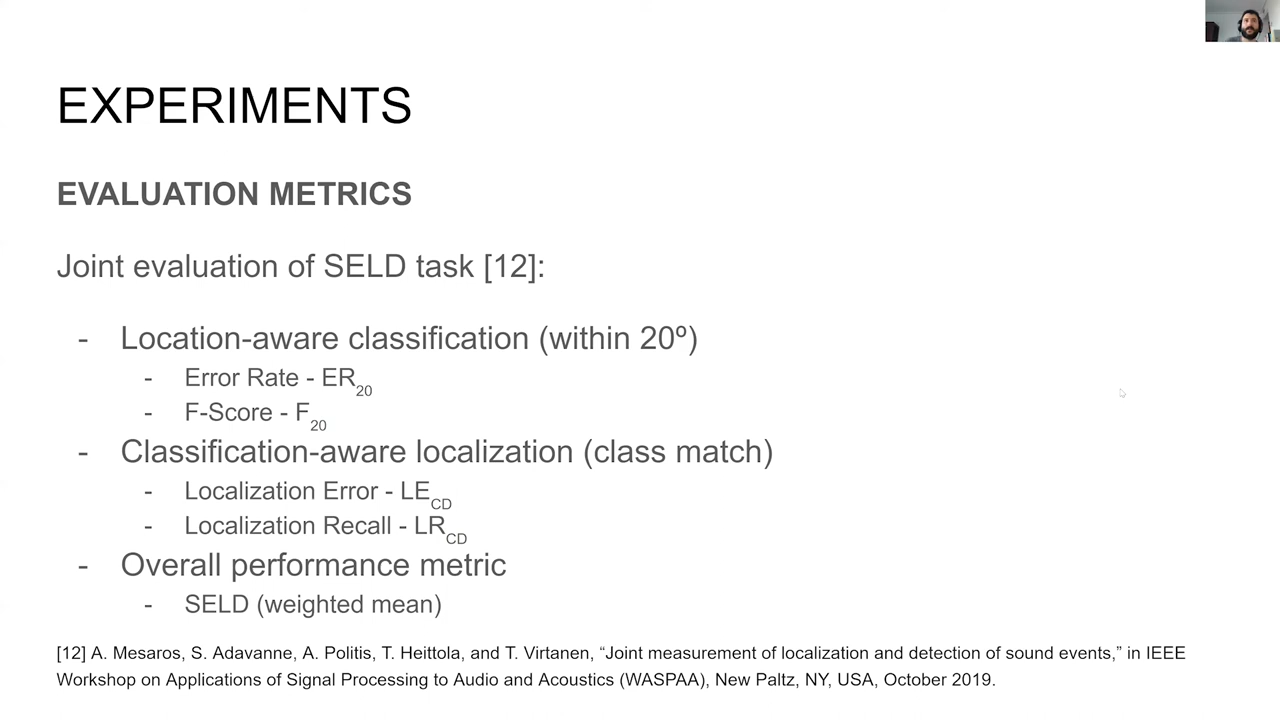 EXPERIMENTS
EVALUATION METRICS
Joint evaluation of SELD task [12]:
- Location-aware classification (within 20º)
- Error Rate - ER20
- F-Score - F20
- Classification-aware localization (class match)
- Localization Error - LECD
- Localization Recall - LRCD
- Overall performance metric
- SELD (weighted mean)
[12] A. Mesaros, S. Adavanne, A. Politis, T. Heittola, and T. Virtanen, “Joint measurement of localization and detection of sound events,” in IEEE
Workshop on Applications of Signal Processing to Audio and Acoustics (WASPAA), New Paltz, NY, USA, October 2019.